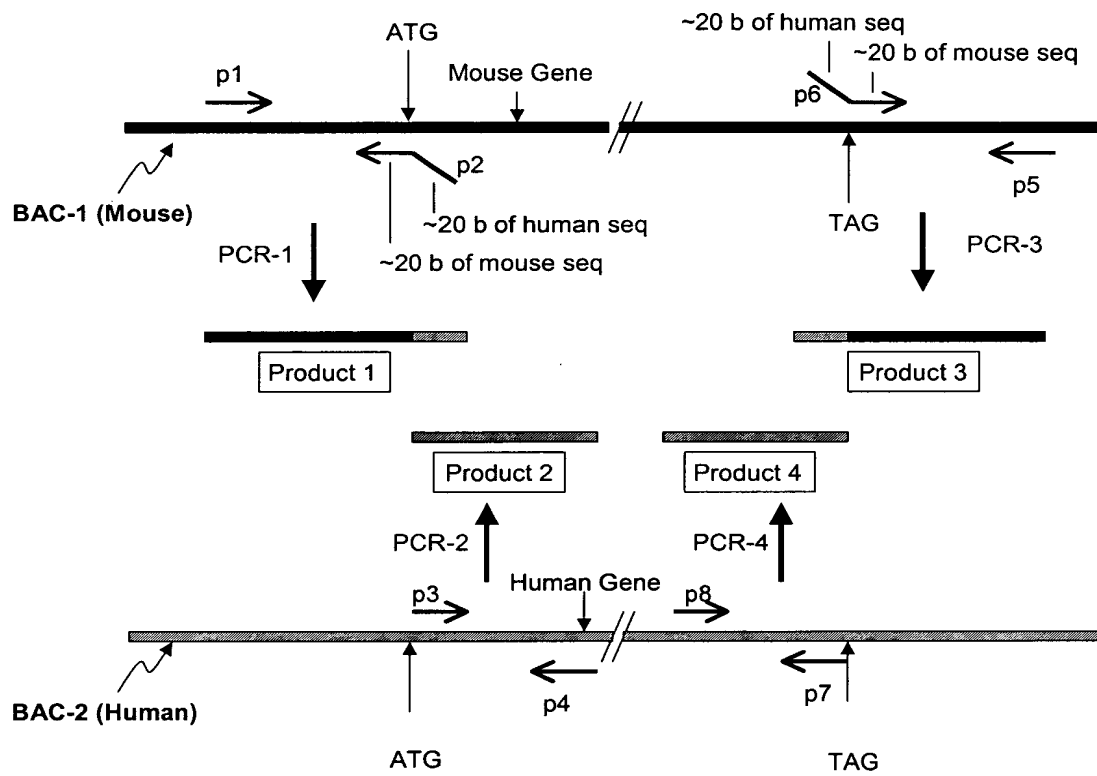 ~20 b of human seq
~20 b of mouse seq
ATG
Mouse Gene
p1
p6
p2
p5
BAC-1 (Mouse)
~20 b of human seq
~20 b of mouse seq
TAG
PCR-1
PCR-3
Product 1
Product 3
Product 2
Product 4
PCR-2
PCR-4
Human Gene
p3
p8
p4
p7
BAC-2 (Human)
ATG
TAG